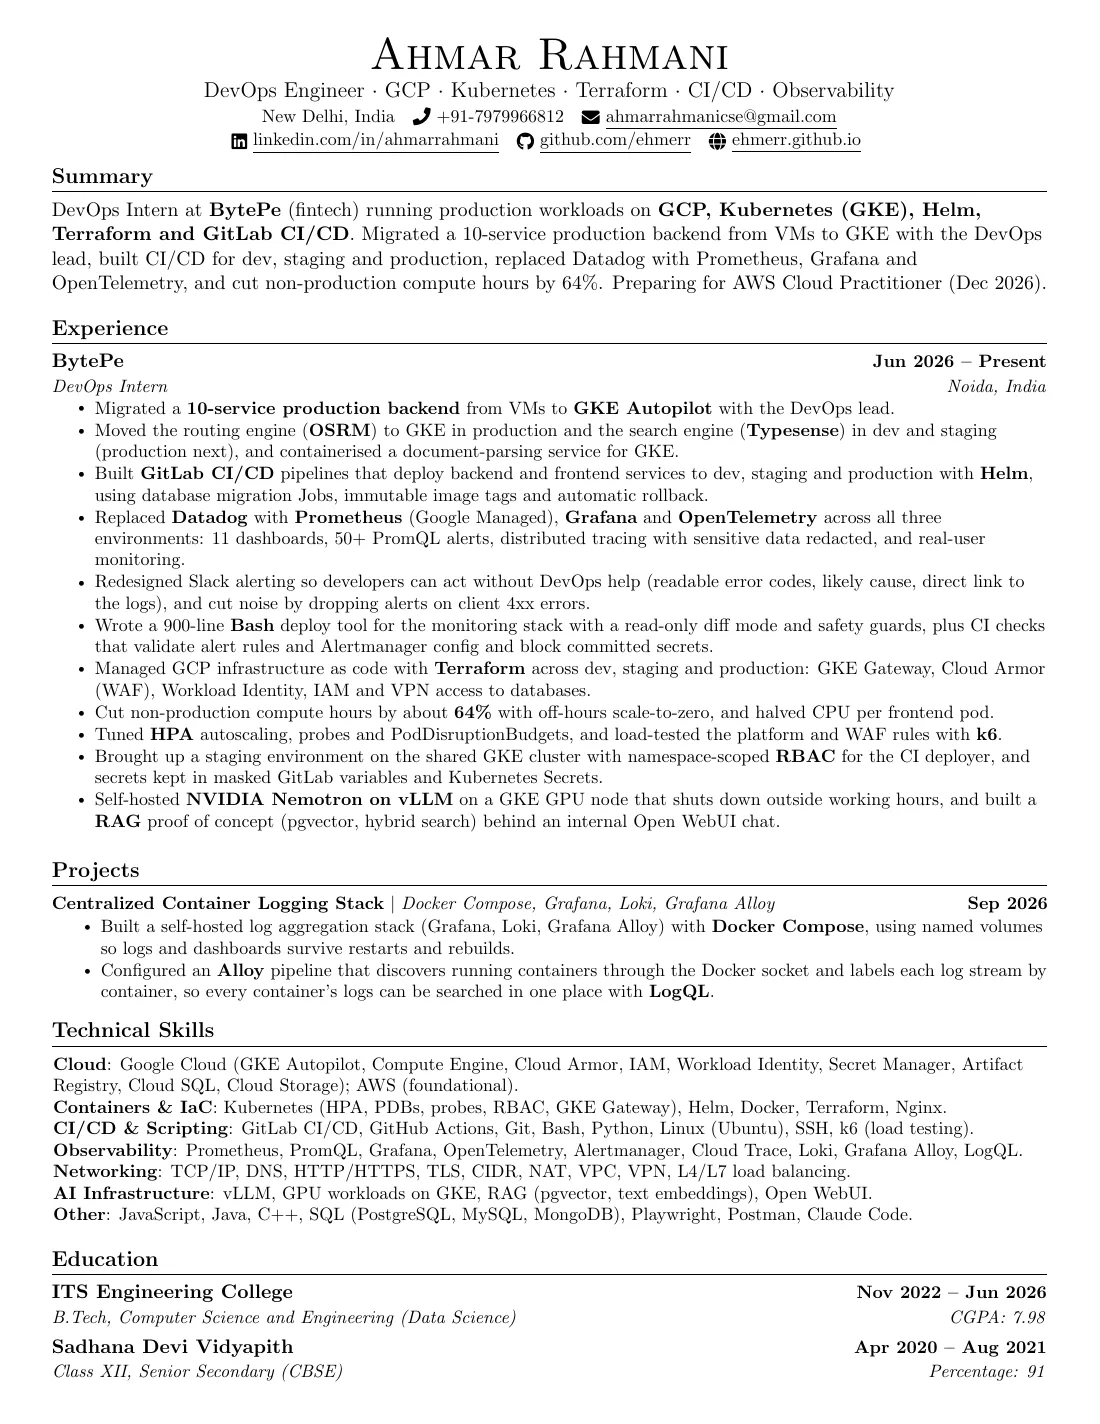 Ahmar Rahmani
DevOps Engineer · GCP · Kubernetes · Terraform · CI/CD · Observability
New Delhi, India +91-7979966812 ahmarrahmanicse@gmail.com
linkedin.com/in/ahmarrahmani github.com/ehmerr ehmerr.github.io
Summary
DevOps Intern at BytePe (fintech) running production workloads on GCP, Kubernetes (GKE), Helm,
Terraform and GitLab CI/CD. Migrated a 10-service production backend from VMs to GKE with the DevOps
lead, built CI/CD for dev, staging and production, replaced Datadog with Prometheus, Grafana and
OpenTelemetry, and cut non-production compute hours by 64%. Preparing for AWS Cloud Practitioner (Dec 2026).
Experience
BytePe Jun 2026 – Present
DevOps Intern Noida, India
• Migrated a 10-service production backend from VMs to GKE Autopilot with the DevOps lead.
• Moved the routing engine (OSRM) to GKE in production and the search engine (Typesense) in dev and staging
(production next), and containerised a document-parsing service for GKE.
• Built GitLab CI/CD pipelines that deploy backend and frontend services to dev, staging and production with Helm,
using database migration Jobs, immutable image tags and automatic rollback.
• Replaced Datadog with Prometheus (Google Managed), Grafana and OpenTelemetry across all three
environments: 11 dashboards, 50+ PromQL alerts, distributed tracing with sensitive data redacted, and real-user
monitoring.
• Redesigned Slack alerting so developers can act without DevOps help (readable error codes, likely cause, direct link to
the logs), and cut noise by dropping alerts on client 4xx errors.
• Wrote a 900-line Bash deploy tool for the monitoring stack with a read-only diff mode and safety guards, plus CI checks
that validate alert rules and Alertmanager config and block committed secrets.
• Managed GCP infrastructure as code with Terraform across dev, staging and production: GKE Gateway, Cloud Armor
(WAF), Workload Identity, IAM and VPN access to databases.
• Cut non-production compute hours by about 64% with off-hours scale-to-zero, and halved CPU per frontend pod.
• Tuned HPA autoscaling, probes and PodDisruptionBudgets, and load-tested the platform and WAF rules with k6.
• Brought up a staging environment on the shared GKE cluster with namespace-scoped RBAC for the CI deployer, and
secrets kept in masked GitLab variables and Kubernetes Secrets.
• Self-hosted NVIDIA Nemotron on vLLM on a GKE GPU node that shuts down outside working hours, and built a
RAG proof of concept (pgvector, hybrid search) behind an internal Open WebUI chat.
Projects
Centralized Container Logging Stack | Docker Compose, Grafana, Loki, Grafana Alloy Sep 2026
• Built a self-hosted log aggregation stack (Grafana, Loki, Grafana Alloy) with Docker Compose, using named volumes
so logs and dashboards survive restarts and rebuilds.
• Configured an Alloy pipeline that discovers running containers through the Docker socket and labels each log stream by
container, so every container's logs can be searched in one place with LogQL.
Technical Skills
Cloud: Google Cloud (GKE Autopilot, Compute Engine, Cloud Armor, IAM, Workload Identity, Secret Manager, Artifact
Registry, Cloud SQL, Cloud Storage); AWS (foundational).
Containers & IaC: Kubernetes (HPA, PDBs, probes, RBAC, GKE Gateway), Helm, Docker, Terraform, Nginx.
CI/CD & Scripting: GitLab CI/CD, GitHub Actions, Git, Bash, Python, Linux (Ubuntu), SSH, k6 (load testing).
Observability: Prometheus, PromQL, Grafana, OpenTelemetry, Alertmanager, Cloud Trace, Loki, Grafana Alloy, LogQL.
Networking: TCP/IP, DNS, HTTP/HTTPS, TLS, CIDR, NAT, VPC, VPN, L4/L7 load balancing.
AI Infrastructure: vLLM, GPU workloads on GKE, RAG (pgvector, text embeddings), Open WebUI.
Other: JavaScript, Java, C++, SQL (PostgreSQL, MySQL, MongoDB), Playwright, Postman, Claude Code.
Education
ITS Engineering College Nov 2022 – Jun 2026
B.Tech, Computer Science and Engineering (Data Science) CGPA: 7.98
Sadhana Devi Vidyapith Apr 2020 – Aug 2021
Class XII, Senior Secondary (CBSE) Percentage: 91